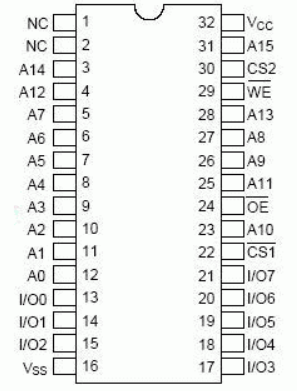 NC 1 32 Vcc
NC 2 31 A15
A14 3 30 CS2
A12 4 29 W̅E̅
A7 5 28 A13
A6 6 27 A8
A5 7 26 A9
A4 8 25 A11
A3 9 24 O̅E̅
A2 10 23 A10
A1 11 22 C̅S̅1̅
A0 12 21 I/O7
I/O0 13 20 I/O6
I/O1 14 19 I/O5
I/O2 15 18 I/O4
Vss 16 17 I/O3